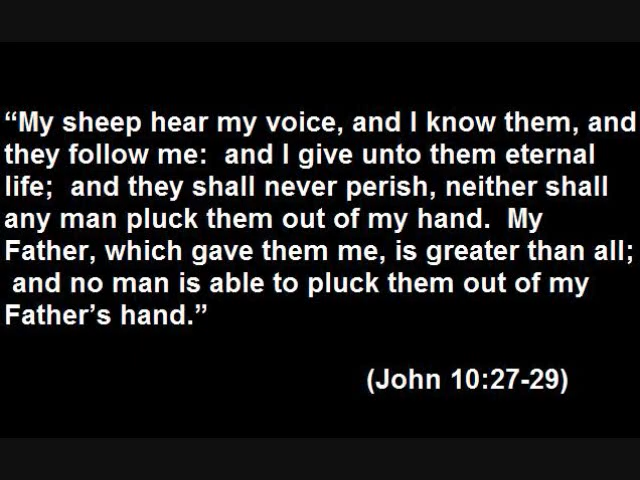 “My sheep hear my voice, and I know them, and
they follow me:  and I give unto them eternal
life;  and they shall never perish, neither shall
any man pluck them out of my hand.  My
Father, which gave them me, is greater than all;
and no man is able to pluck them out of my
Father’s hand.”
(John 10:27-29)